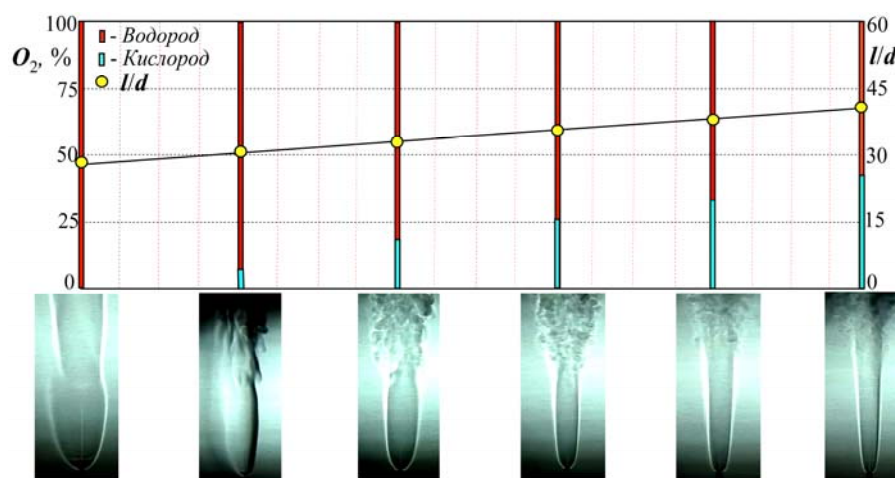 100
O₂, %
75
50
25
0
- Водород
- Кислород
l/d
60
l/d
45
30
15
0